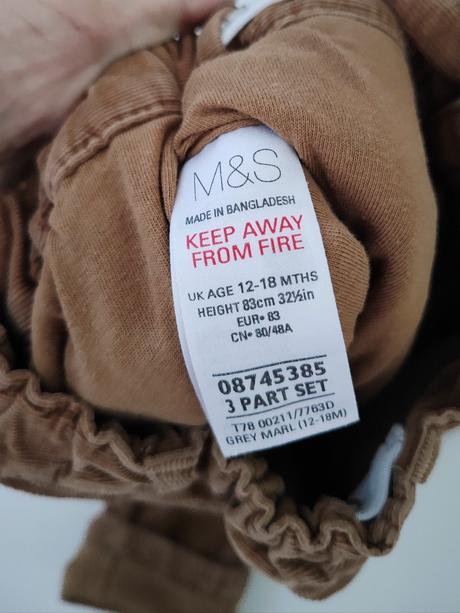 M&S
MADE IN BANGLADESH
KEEP AWAY
FROM FIRE
UK AGE 12-18 MTHS
HEIGHT 83cm 32½in
EUR• 83
CN• 80/48A
08745385
3 PART SET
T78 00211/7763D
GREY MARL (12-18M)